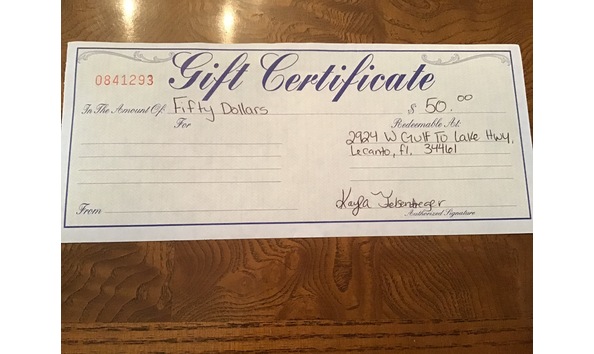 Gift Certificate
0841293
In The Amount Of: Fifty Dollars $ 50.00
For
Redeemable At:
2924 W Gulf To Lake Hwy,
Lecanto, fl. 34461
Kayla
From
Authorized Signature